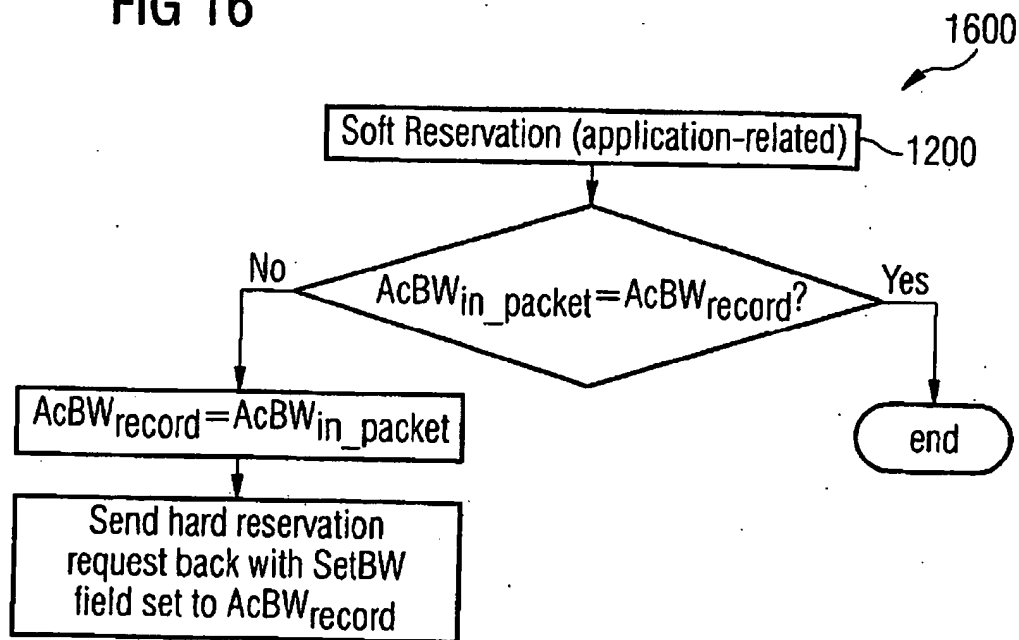 FIG 16
1600
Soft Reservation (application-related)
1200
No
AcBWin_packet=AcBWrecord?
Yes
AcBWrecord=AcBWin_packet
end
Send hard reservation
request back with SetBW
field set to AcBWrecord